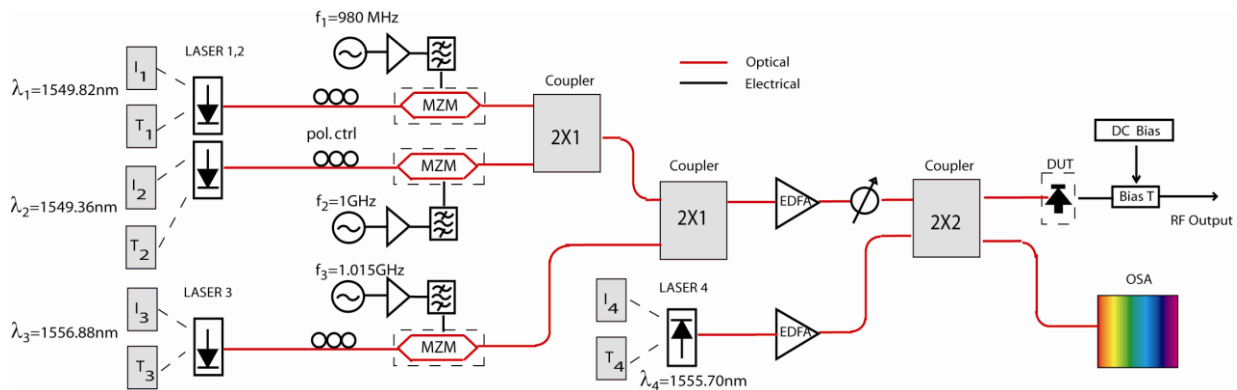 f₁=980 MHz
LASER 1,2
I₁
λ₁=1549.82nm
T₁
MZM
pol.ctrl
Coupler
2X1
Optical
Electrical
I₂
λ₂=1549.36nm
T₂
MZM
f₂=1GHz
Coupler
2X1
EDFA
Coupler
2X2
DUT
DC Bias
Bias T
RF Output
f₃=1.015GHz
LASER 3
I₃
λ₃=1556.88nm
T₃
MZM
LASER 4
I₄
T₄
λ₄=1555.70nm
EDFA
OSA